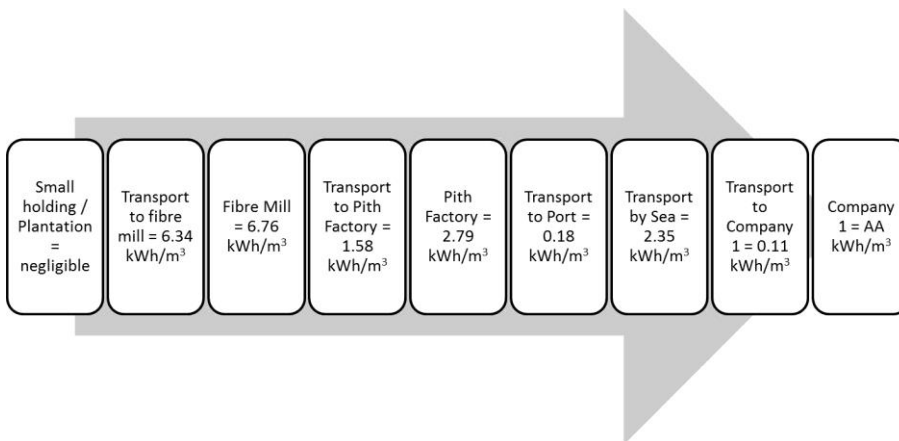 Small
holding /
Plantation
=
negligible
Transport
to fibre
mill = 6.34
kWh/m³
Fibre Mill
= 6.76
kWh/m³
Transport
to Pith
Factory =
1.58
kWh/m³
Pith
Factory =
2.79
kWh/m³
Transport
to Port =
0.18
kWh/m³
Transport
by Sea =
2.35
kWh/m³
Transport
to
Company
1 = 0.11
kWh/m³
Company
1 = AA
kWh/m³